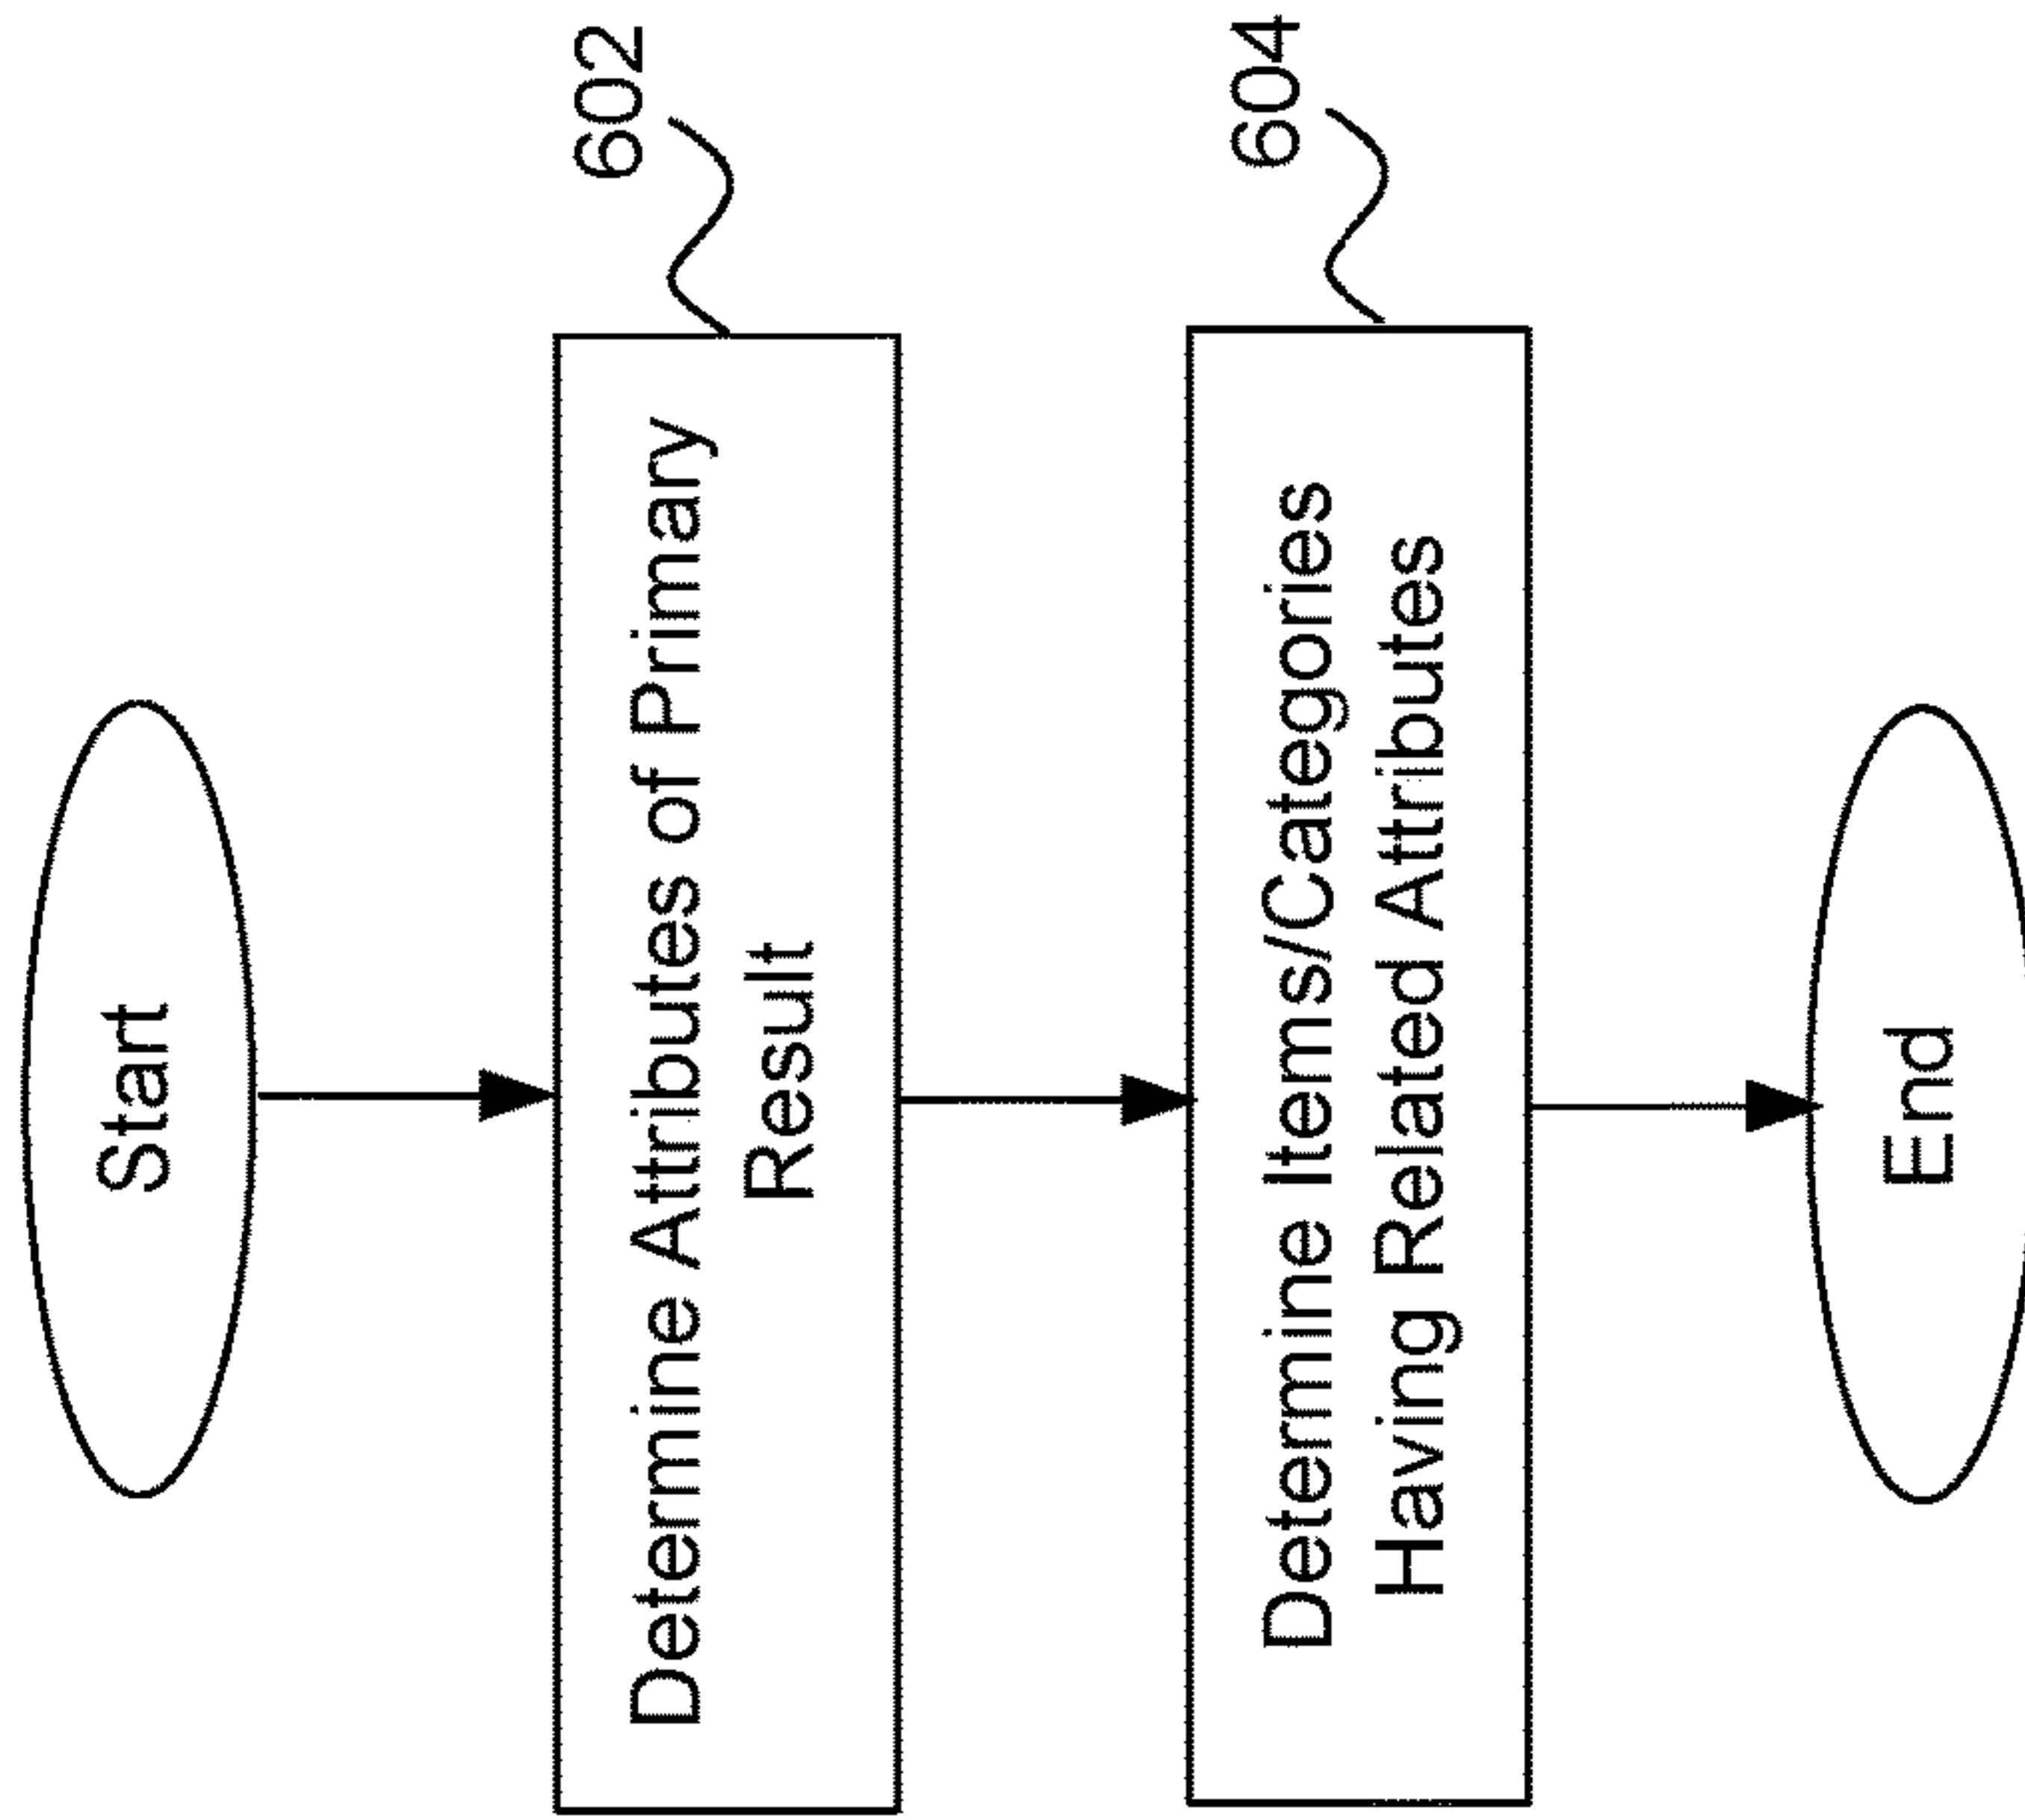 Start
602
Determine Attributes of Primary
Result
604
Determine Items/Categories
Having Related Attributes
End